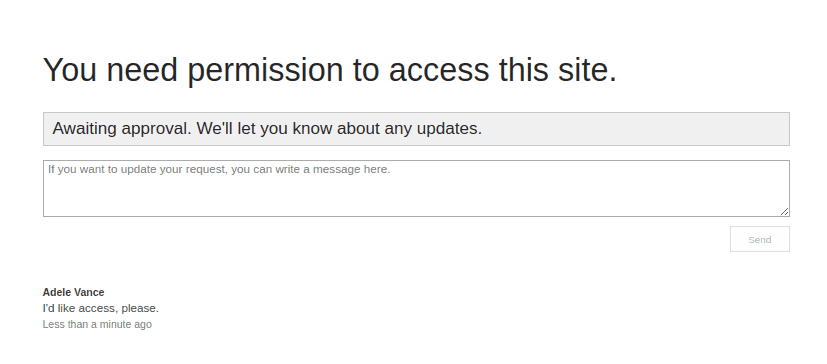 You need permission to access this site.
Awaiting approval. We'll let you know about any updates.
If you want to update your request, you can write a message here.
Send
Adele Vance
I'd like access, please.
Less than a minute ago